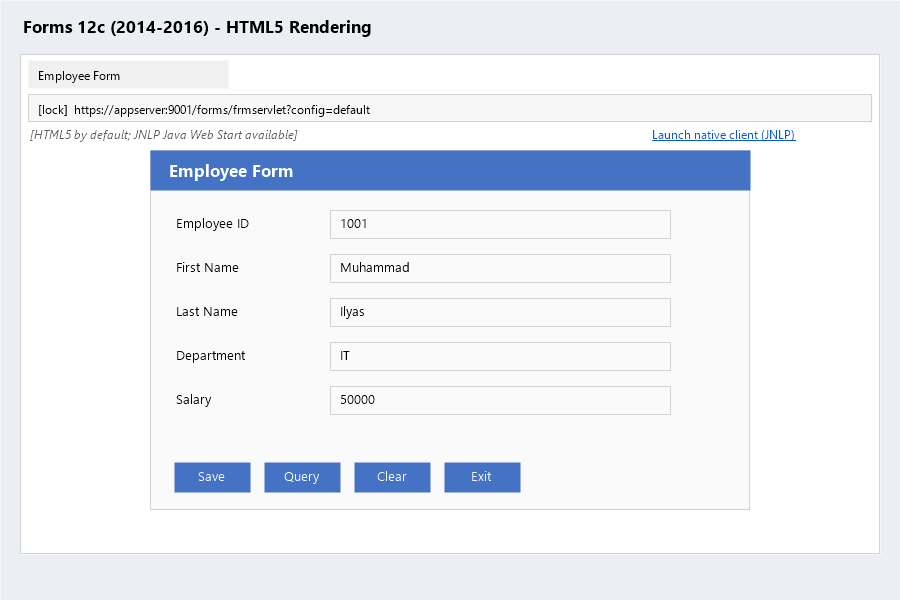 Forms 12c (2014-2016) - HTML5 Rendering
Employee Form
[lock] https://appserver:9001/forms/frmservlet?config=default
[HTML5 by default; JNLP Java Web Start available] Launch native client (JNLP)
Employee Form
Employee ID 1001
First Name Muhammad
Last Name Ilyas
Department IT
Salary 50000
Save Query Clear Exit